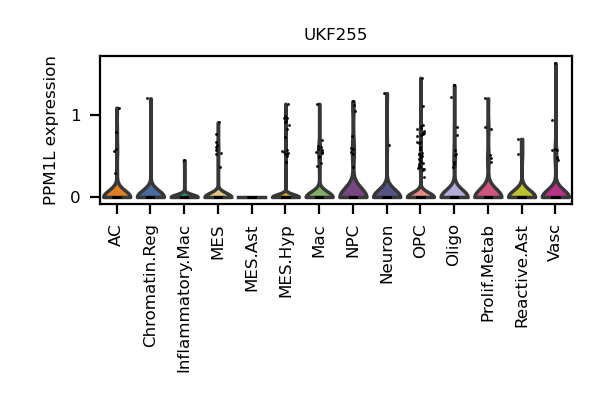 UKF255
PPM1L expression
1
0
AC
Chromatin.Reg
Inflammatory.Mac
MES
MES.Ast
MES.Hyp
Mac
NPC
Neuron
OPC
Oligo
Prolif.Metab
Reactive.Ast
Vasc